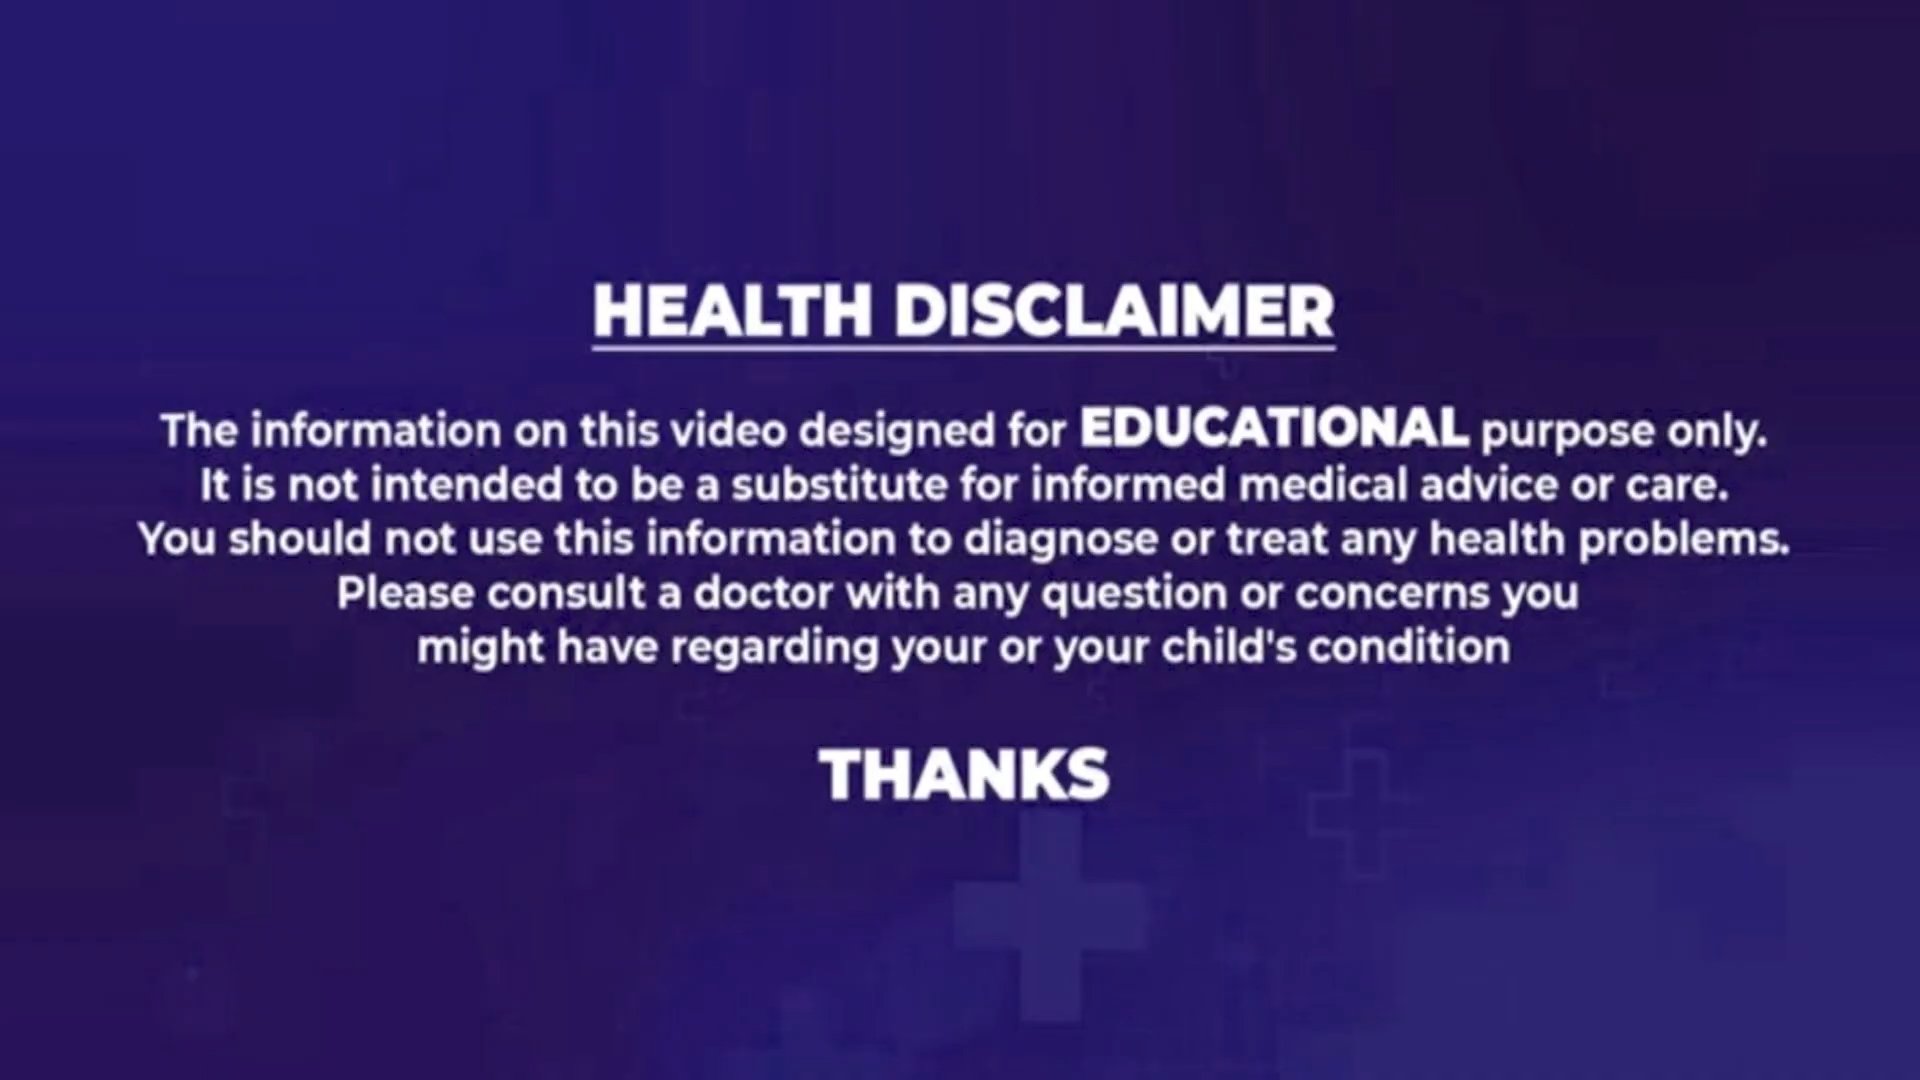 HEALTH DISCLAIMER
The information on this video designed for EDUCATIONAL purpose only.
It is not intended to be a substitute for informed medical advice or care.
You should not use this information to diagnose or treat any health problems.
Please consult a doctor with any question or concerns you
might have regarding your or your child's condition
THANKS